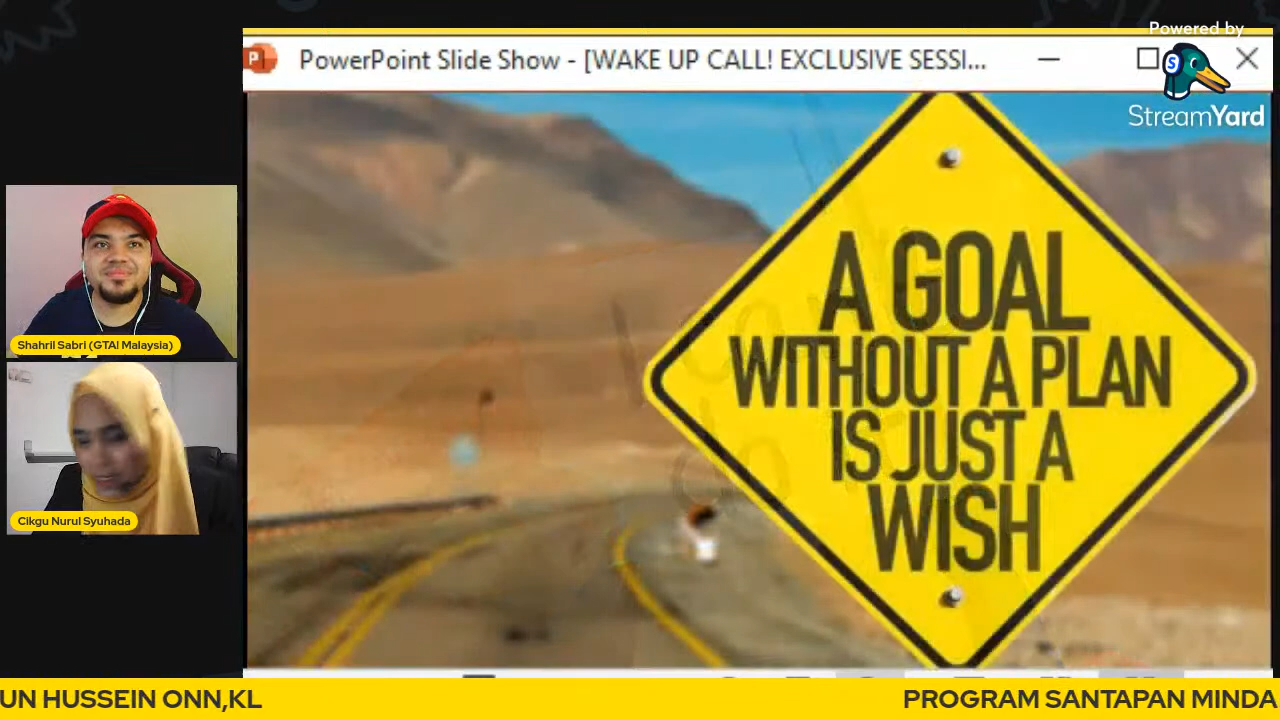 Powered by
StreamYard
PowerPoint Slide Show - [WAKE UP CALL! EXCLUSIVE SESSI...
A GOAL
WITHOUT A PLAN
IS JUST A
WISH
Shahril Sabri (GTAI Malaysia)
Cikgu Nurul Syuhada
UN HUSSEIN ONN,KL
PROGRAM SANTAPAN MINDA